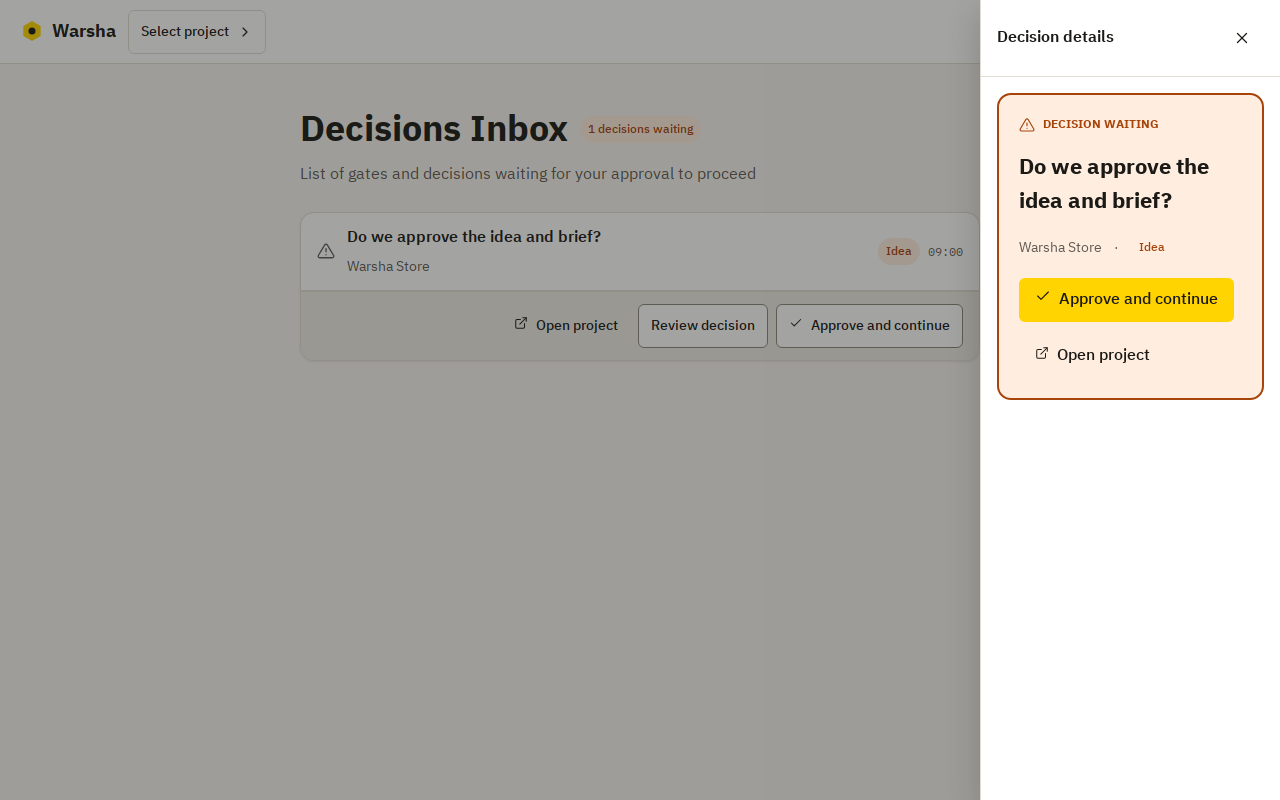 Warsha
Select project
Decisions Inbox
1 decisions waiting
List of gates and decisions waiting for your approval to proceed
Do we approve the idea and brief?
Warsha Store
Idea
09:00
Open project
Review decision
Approve and continue
Decision details
DECISION WAITING
Do we approve the
idea and brief?
Warsha Store · Idea
Approve and continue
Open project